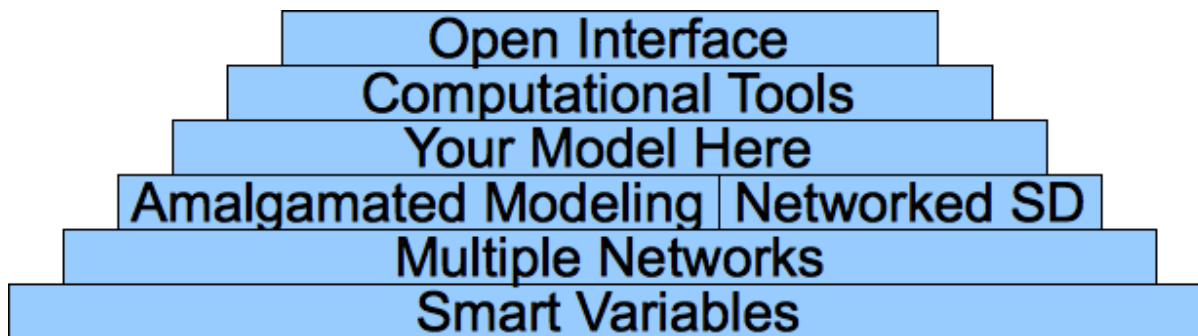 Open Interface
Computational Tools
Your Model Here
Amalgamated Modeling Networked SD
Multiple Networks
Smart Variables